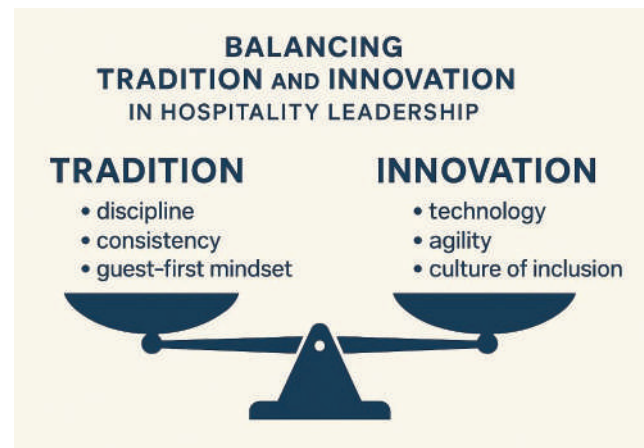 BALANCING
TRADITION AND INNOVATION
IN HOSPITALITY LEADERSHIP
TRADITION
• discipline
• consistency
• guest-first mindset
INNOVATION
• technology
• agility
• culture of inclusion